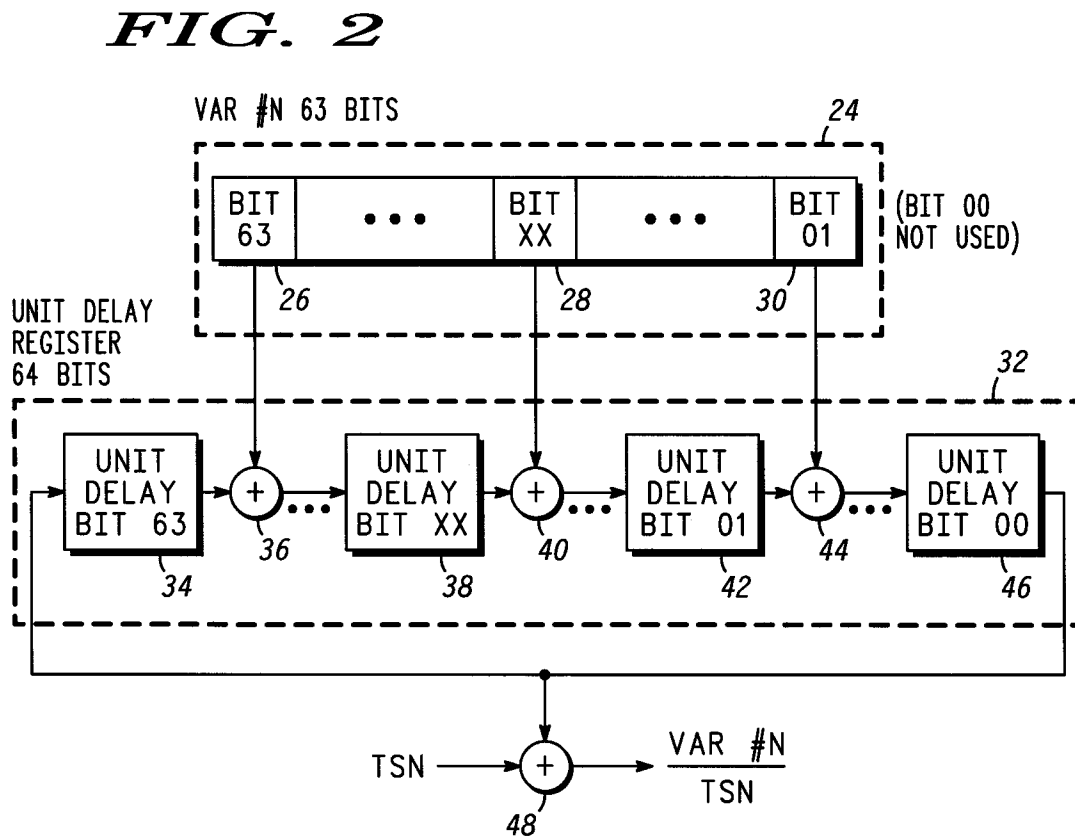 FIG. 2
VAR #N 63 BITS
24
BIT 63
•••
BIT XX
•••
BIT 01
(BIT 00
NOT USED)
26
28
30
UNIT DELAY
REGISTER
64 BITS
32
UNIT DELAY BIT 63
+
•••
UNIT DELAY BIT XX
+
•••
UNIT DELAY BIT 01
+
•••
UNIT DELAY BIT 00
34
36
38
40
42
44
46
TSN
+
VAR #N
TSN
48